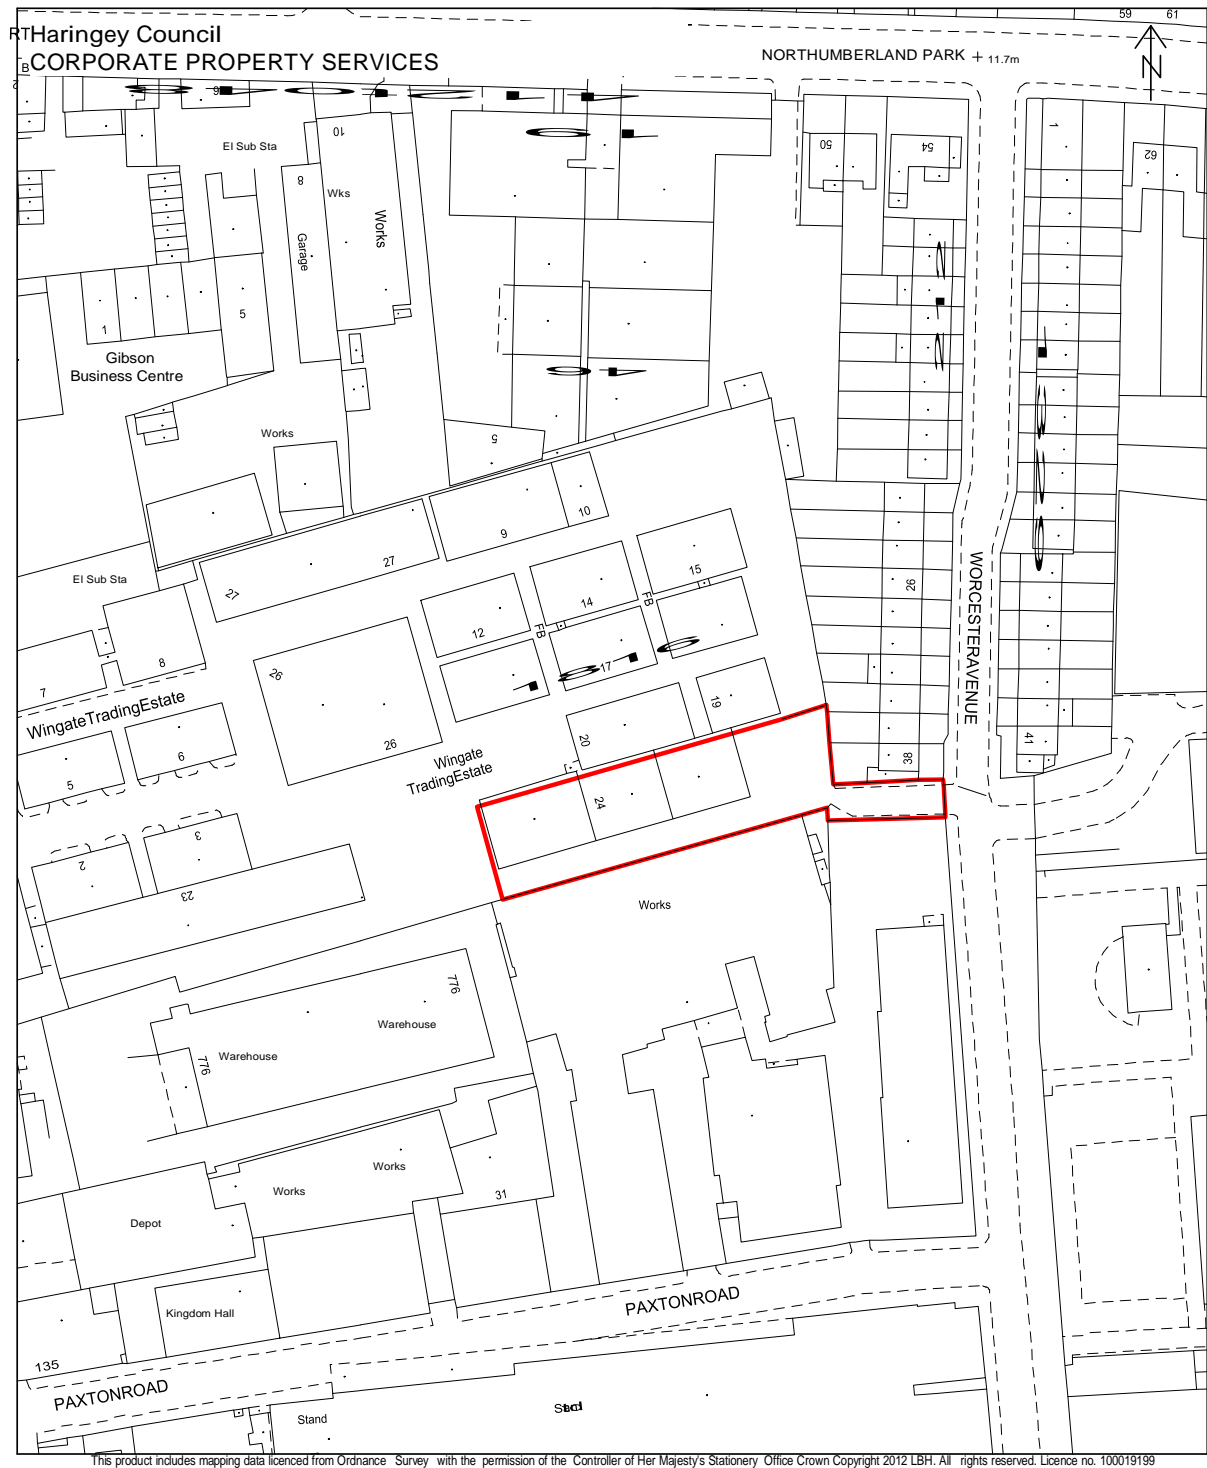 59 61
RT Haringey Council
CORPORATE PROPERTY SERVICES
NORTHUMBERLAND PARK + 11.7m
N
B
2
9
10
El Sub Sta
8
Wks
Works
Garage
50
54
1
62
1
5
Gibson
Business Centre
Works
5
10
9
27
27
El Sub Sta
15
14
12
FB
FB
26
WORCESTERAVENUE
8
7
26
17
19
WingateTradingEstate
6
5
26
20
Wingate
TradingEstate
38
41
24
3
2
23
Works
776
Warehouse
Warehouse
776
Works
Works
31
Depot
Kingdom Hall
PAXTONROAD
135
PAXTONROAD
Stand
This product includes mapping data licenced from Ordnance Survey with the permission of the Controller of Her Majesty's Stationery Office Crown Copyright 2012 LBH. All rights reserved. Licence no. 100019199